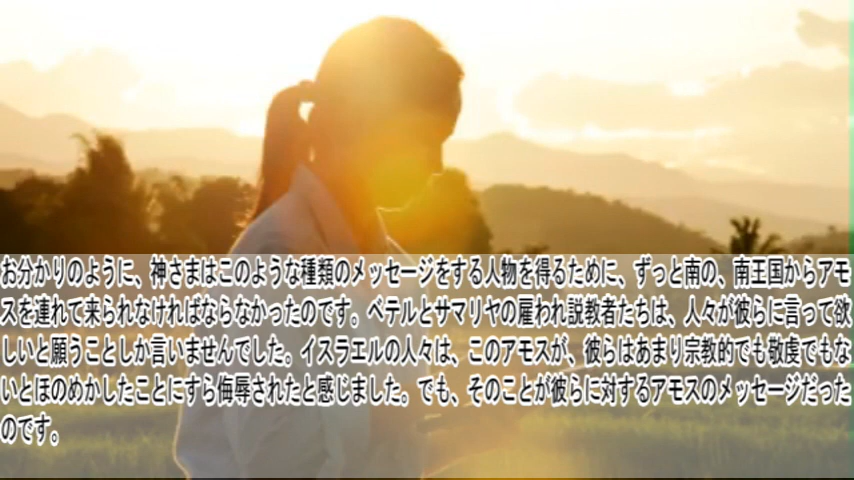 お分かりのように、神さまはこのような種類のメッセージをする人物を得るために、ずっと南の、南王国からアモ
スを連れて来られなければならなかったのです。ベテルとサマリヤの雇われ説教者たちは、人々が彼らに言って欲
しいと願うことしか言いませんでした。イスラエルの人々は、このアモスが、彼らはあまり宗教的でも敬虔でもな
いとほのめかしたことにすら侮辱されたと感じました。でも、そのことが彼らに対するアモスのメッセージだった
のです。